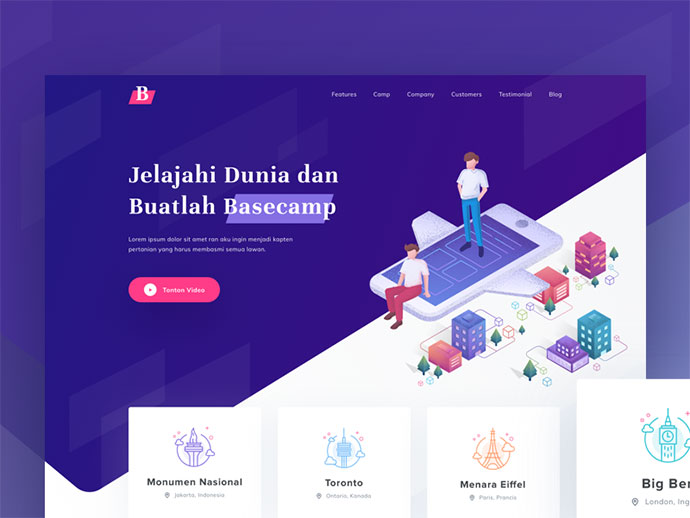 B
Features Camp Company Customers Testimonial Blog
Jelajahi Dunia dan
Buatlah Basecamp
Lorem ipsum dolor sit amet ran aku ingin menjadi kapten
pertanian yang harus membasmi semua lawan.
Tonton Video
Monumen Nasional
Jakarta, Indonesia
Toronto
Ontario, Kanada
Menara Eiffel
Paris, Prancis
Big Ben
London, Ing